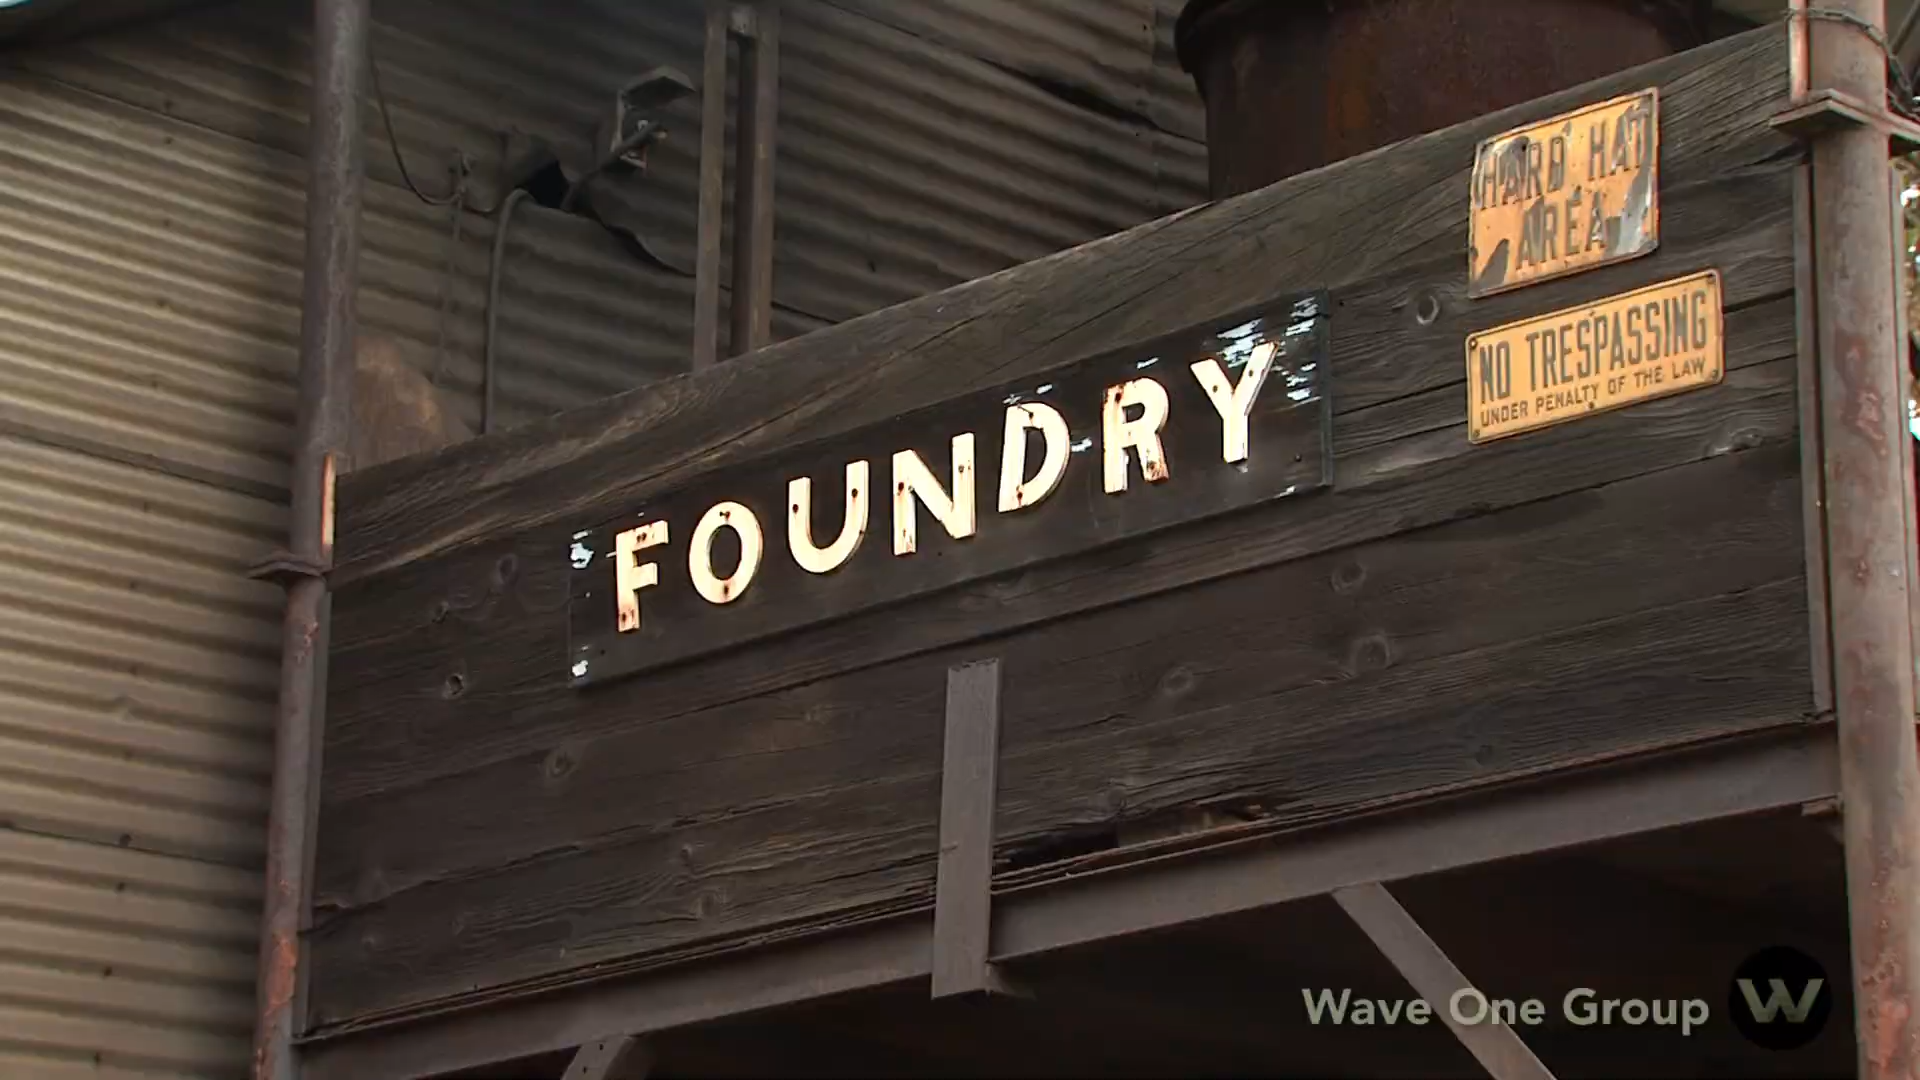 HARD HAT
AREA
NO TRESPASSING
UNDER PENALTY OF THE LAW
FOUNDRY
Wave One Group W